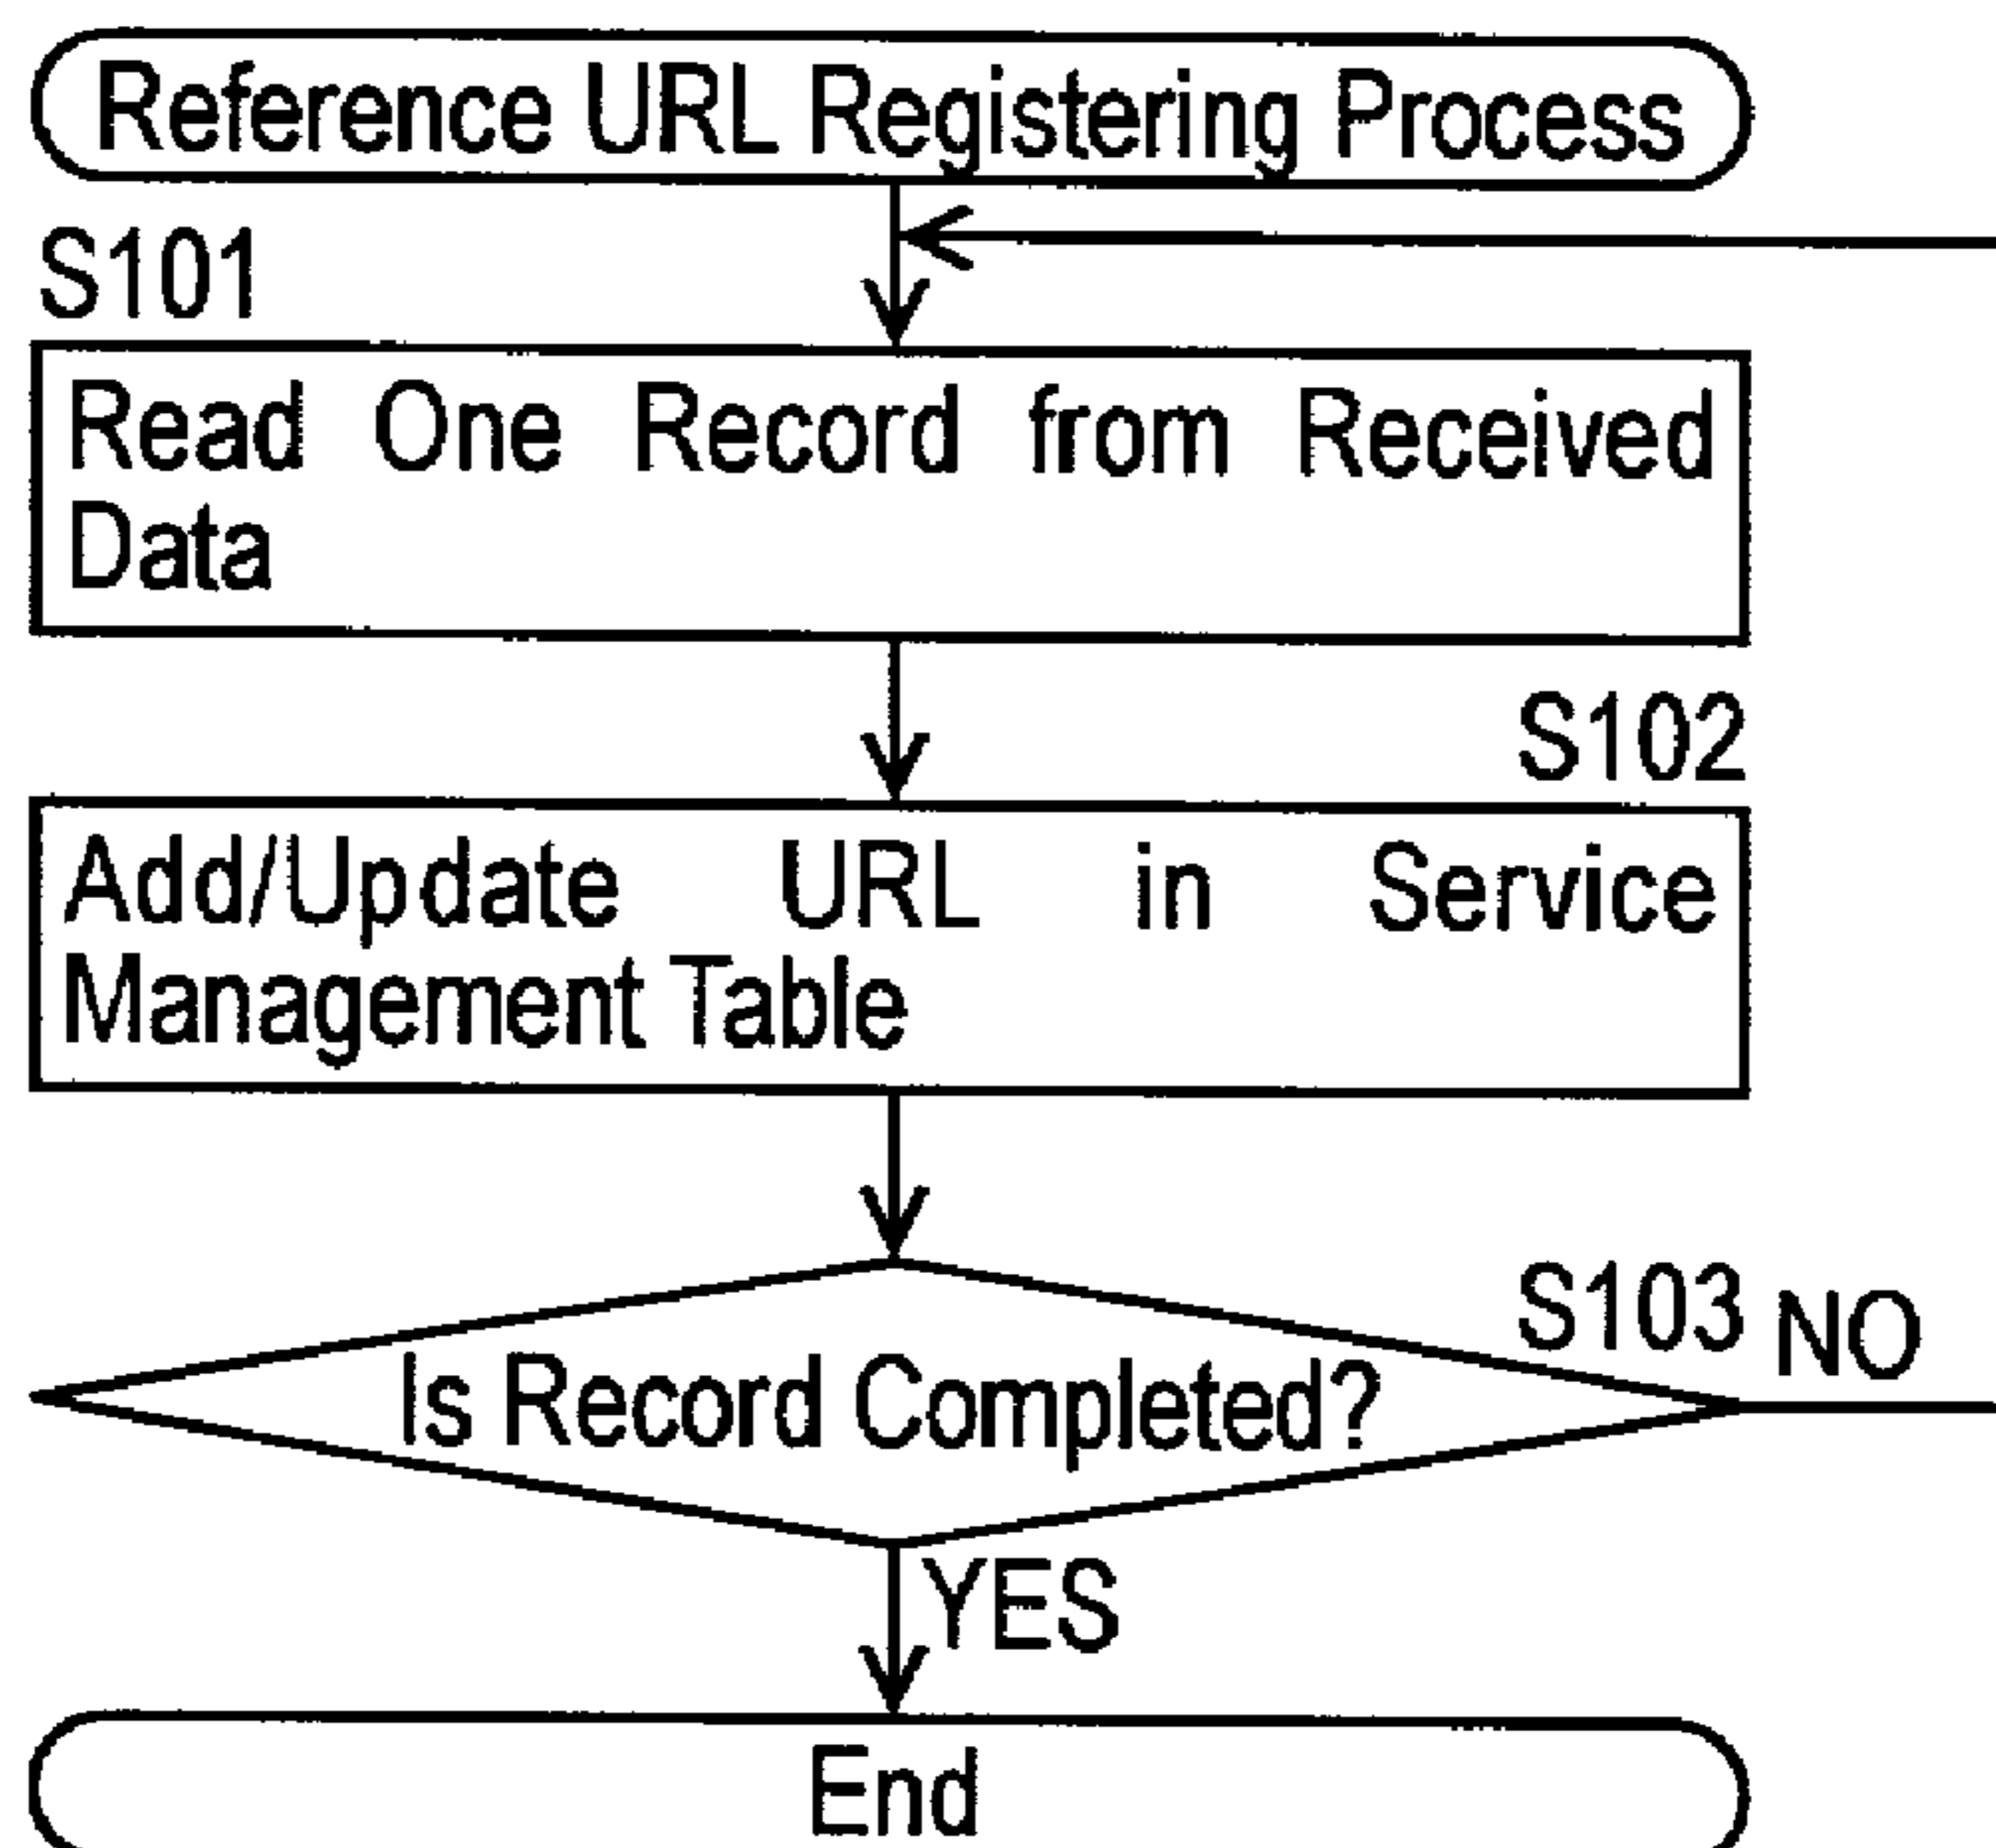 Reference URL Registering Process
S101
Read One Record from Received
Data
S102
Add/Update URL in Service
Management Table
S103
NO
Is Record Completed?
YES
End